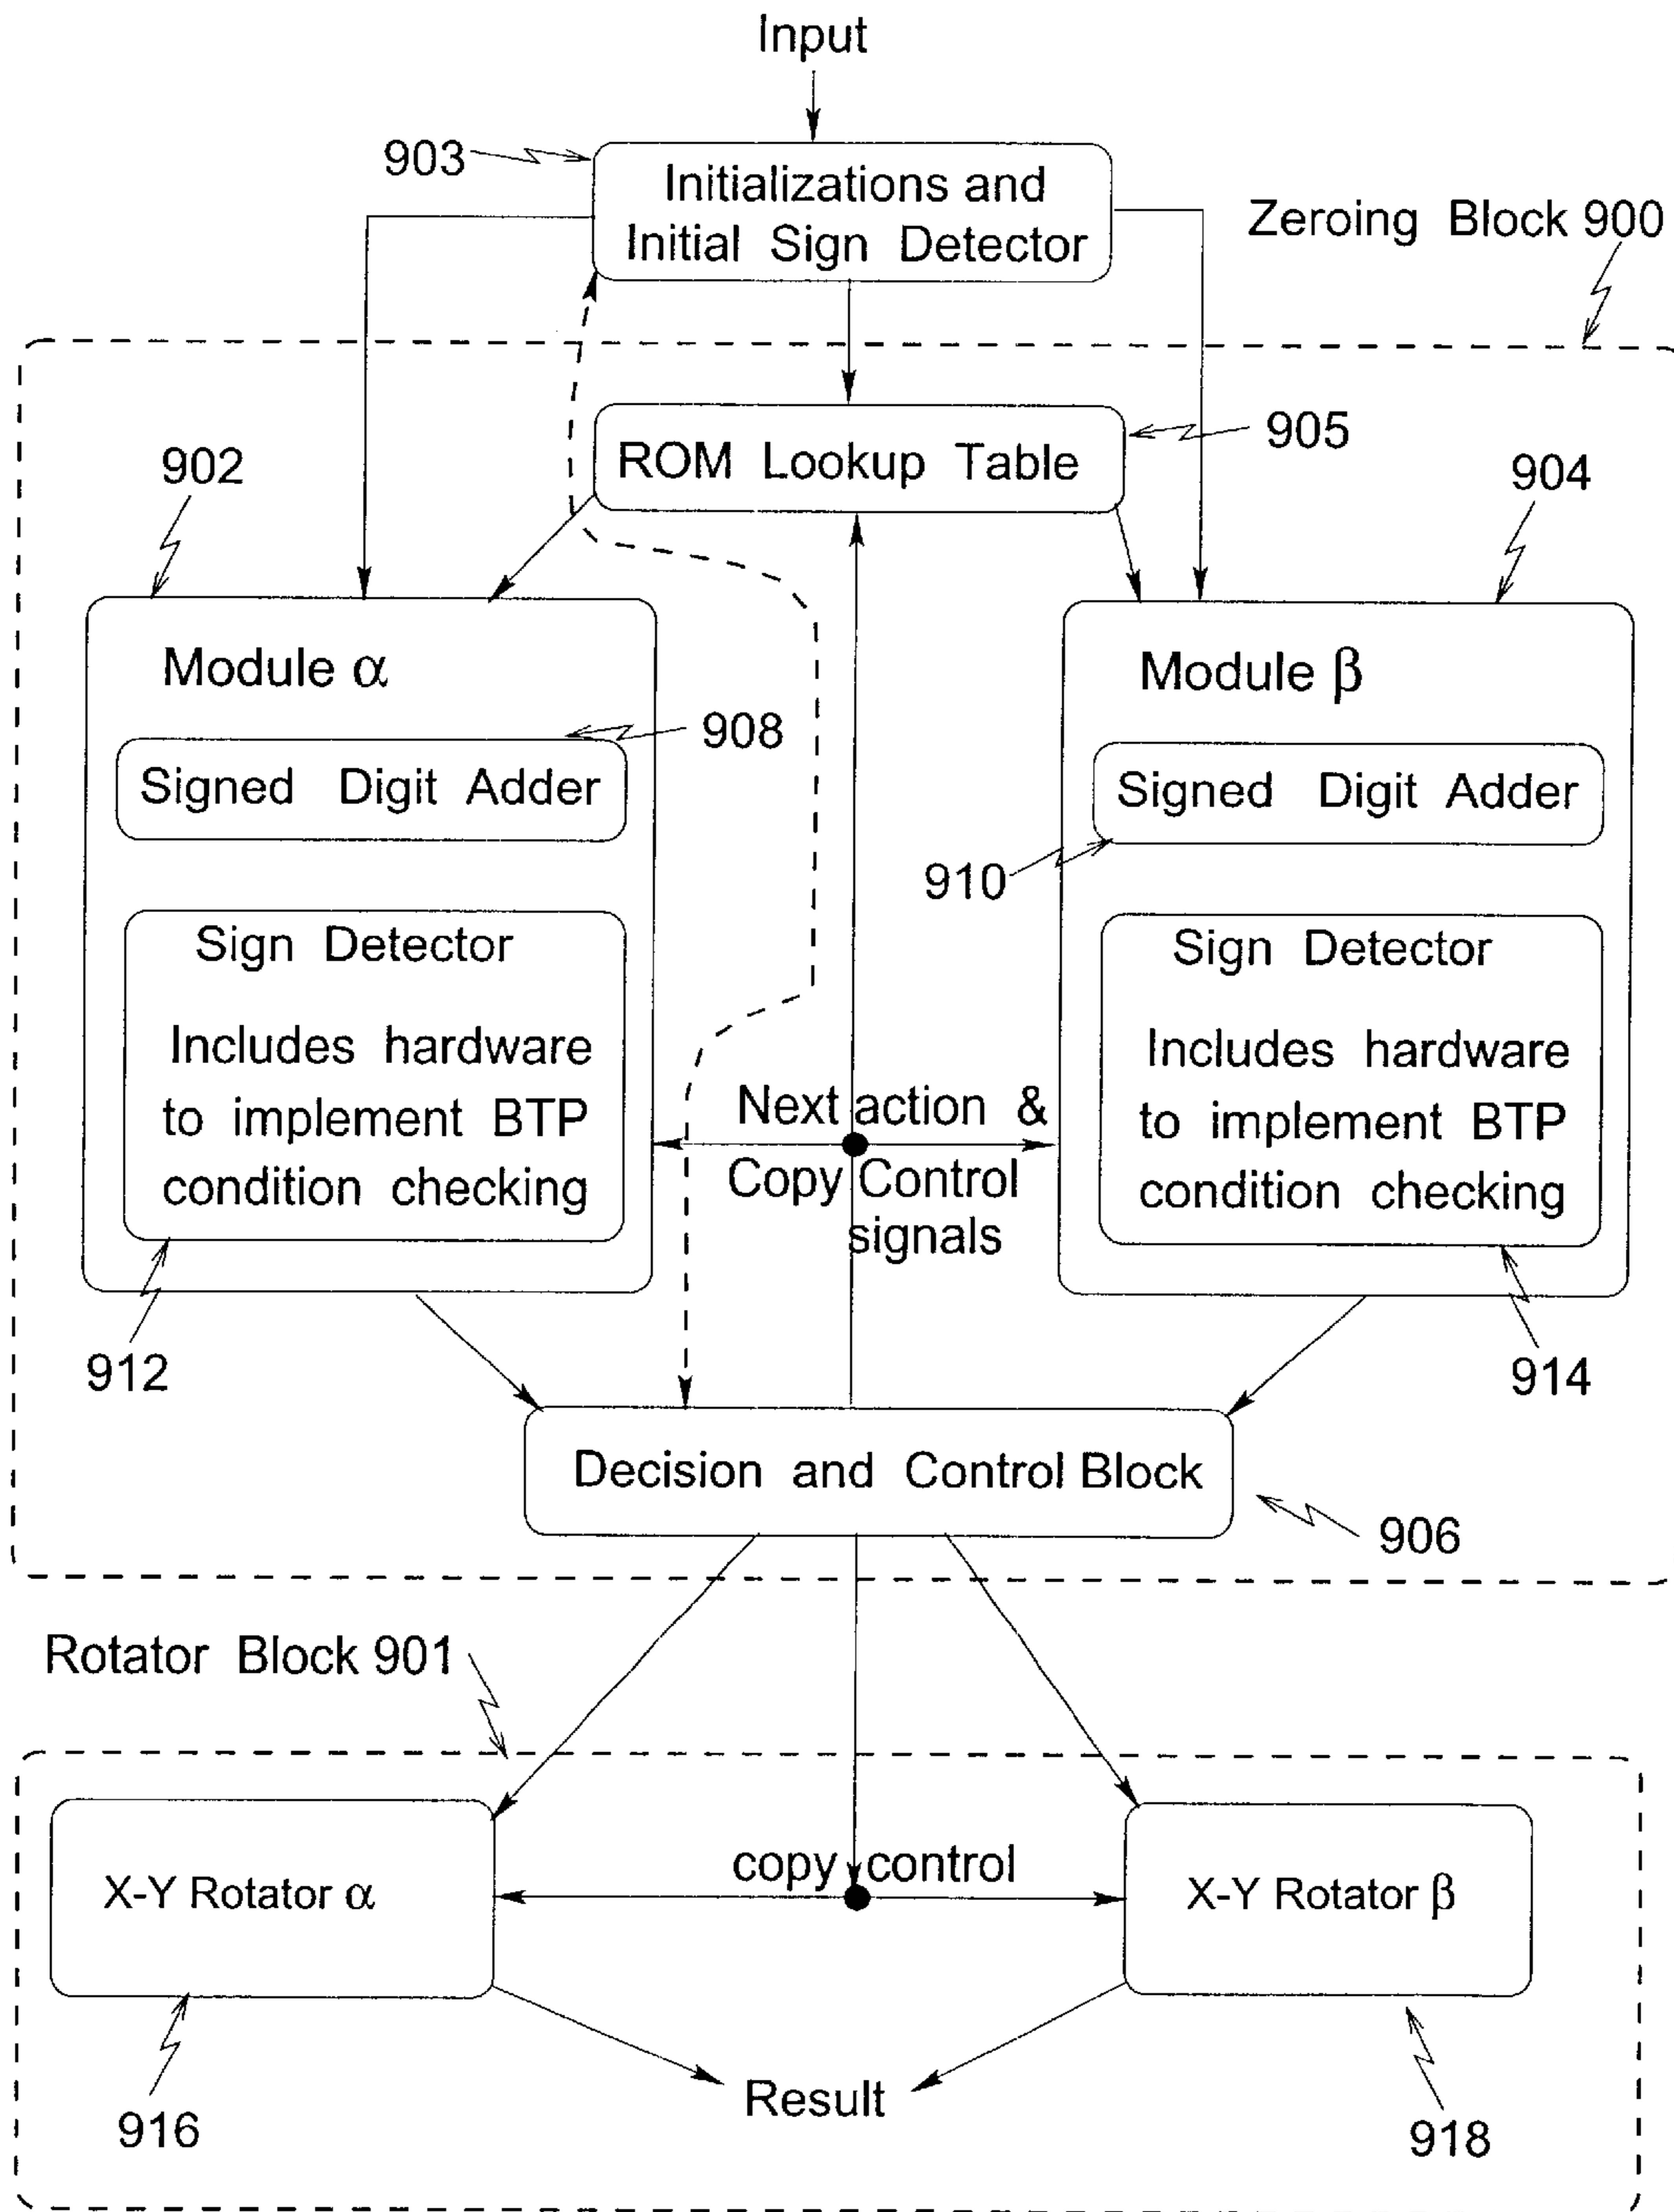 Input
903
Initializations and
Initial Sign Detector
Zeroing Block 900
ROM Lookup Table
905
902
904
Module α
Module β
908
Signed Digit Adder
Signed Digit Adder
910
Sign Detector
Includes hardware
to implement BTP
condition checking
Sign Detector
Includes hardware
to implement BTP
condition checking
Next action &
Copy Control
signals
912
914
Decision and Control Block
906
Rotator Block 901
copy control
X-Y Rotator α
X-Y Rotator β
Result
916
918